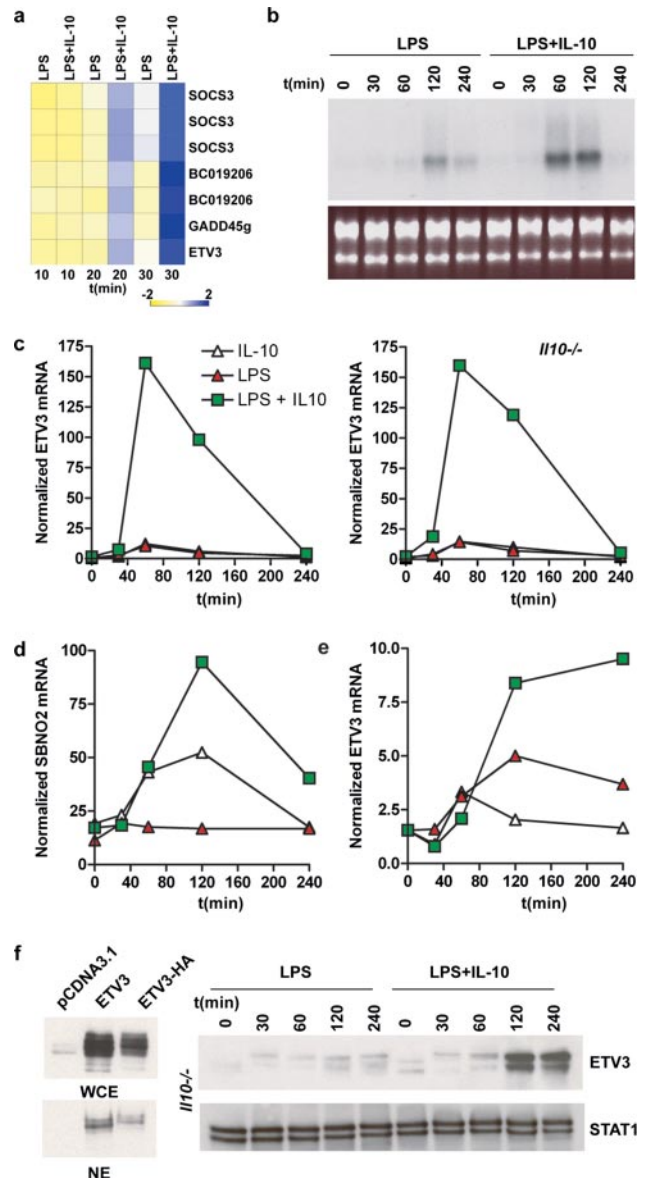 a
LPS LPS+IL-10 LPS LPS+IL-10 LPS LPS+IL-10
SOCS3
SOCS3
SOCS3
BC019206
BC019206
GADD45g
ETV3
10 10 20 20 30 30
t(min)
-2 2
b
LPS LPS+IL-10
t(min) 0 30 60 120 240 0 30 60 120 240
c
Normalized ETV3 mRNA
175
150
125
100
75
50
25
0
0 40 80 120 160 200 240
t(min)
IL-10
LPS
LPS + IL10
Il10-/-
Normalized ETV3 mRNA
175
150
125
100
75
50
25
0
0 40 80 120 160 200 240
t(min)
d
Normalized SBNO2 mRNA
100
75
50
25
0
0 40 80 120 160 200 240
t(min)
e
Normalized ETV3 mRNA
10.0
7.5
5.0
2.5
0.0
0 40 80 120 160 200 240
t(min)
f
pCDNA3.1 ETV3 ETV3-HA
WCE
NE
LPS LPS+IL-10
t(min)
0 30 60 120 240 0 30 60 120 240
Il10-/-
ETV3
STAT1